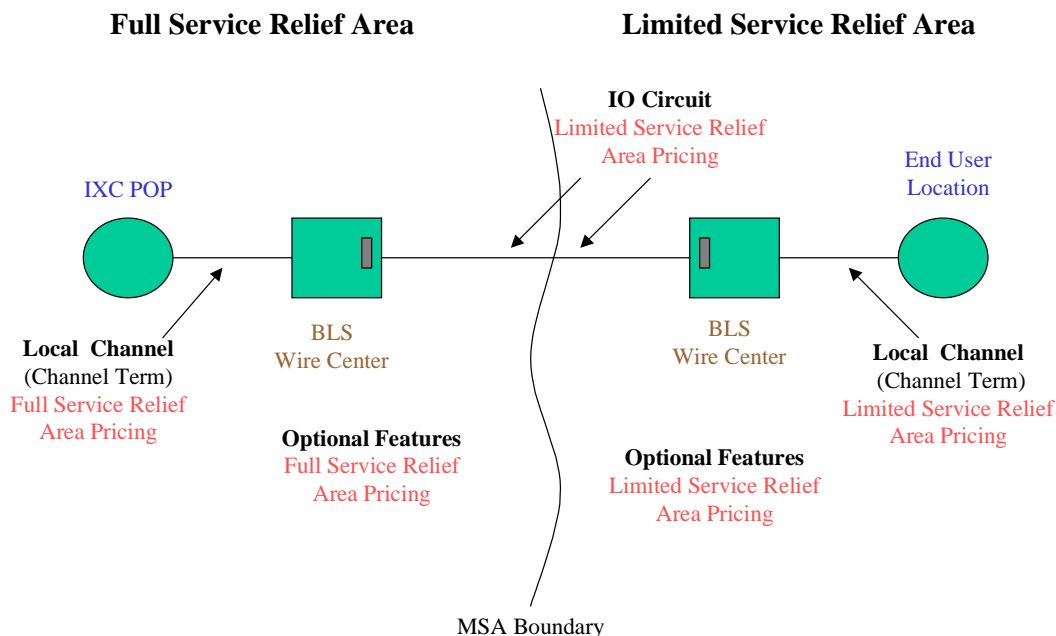 Full Service Relief Area
Limited Service Relief Area
IO Circuit
Limited Service Relief
Area Pricing
IXC POP
End User
Location
BLS
Wire Center
BLS
Wire Center
Local Channel
(Channel Term)
Full Service Relief
Area Pricing
Local Channel
(Channel Term)
Limited Service Relief
Area Pricing
Optional Features
Full Service Relief
Area Pricing
Optional Features
Limited Service Relief
Area Pricing
MSA Boundary